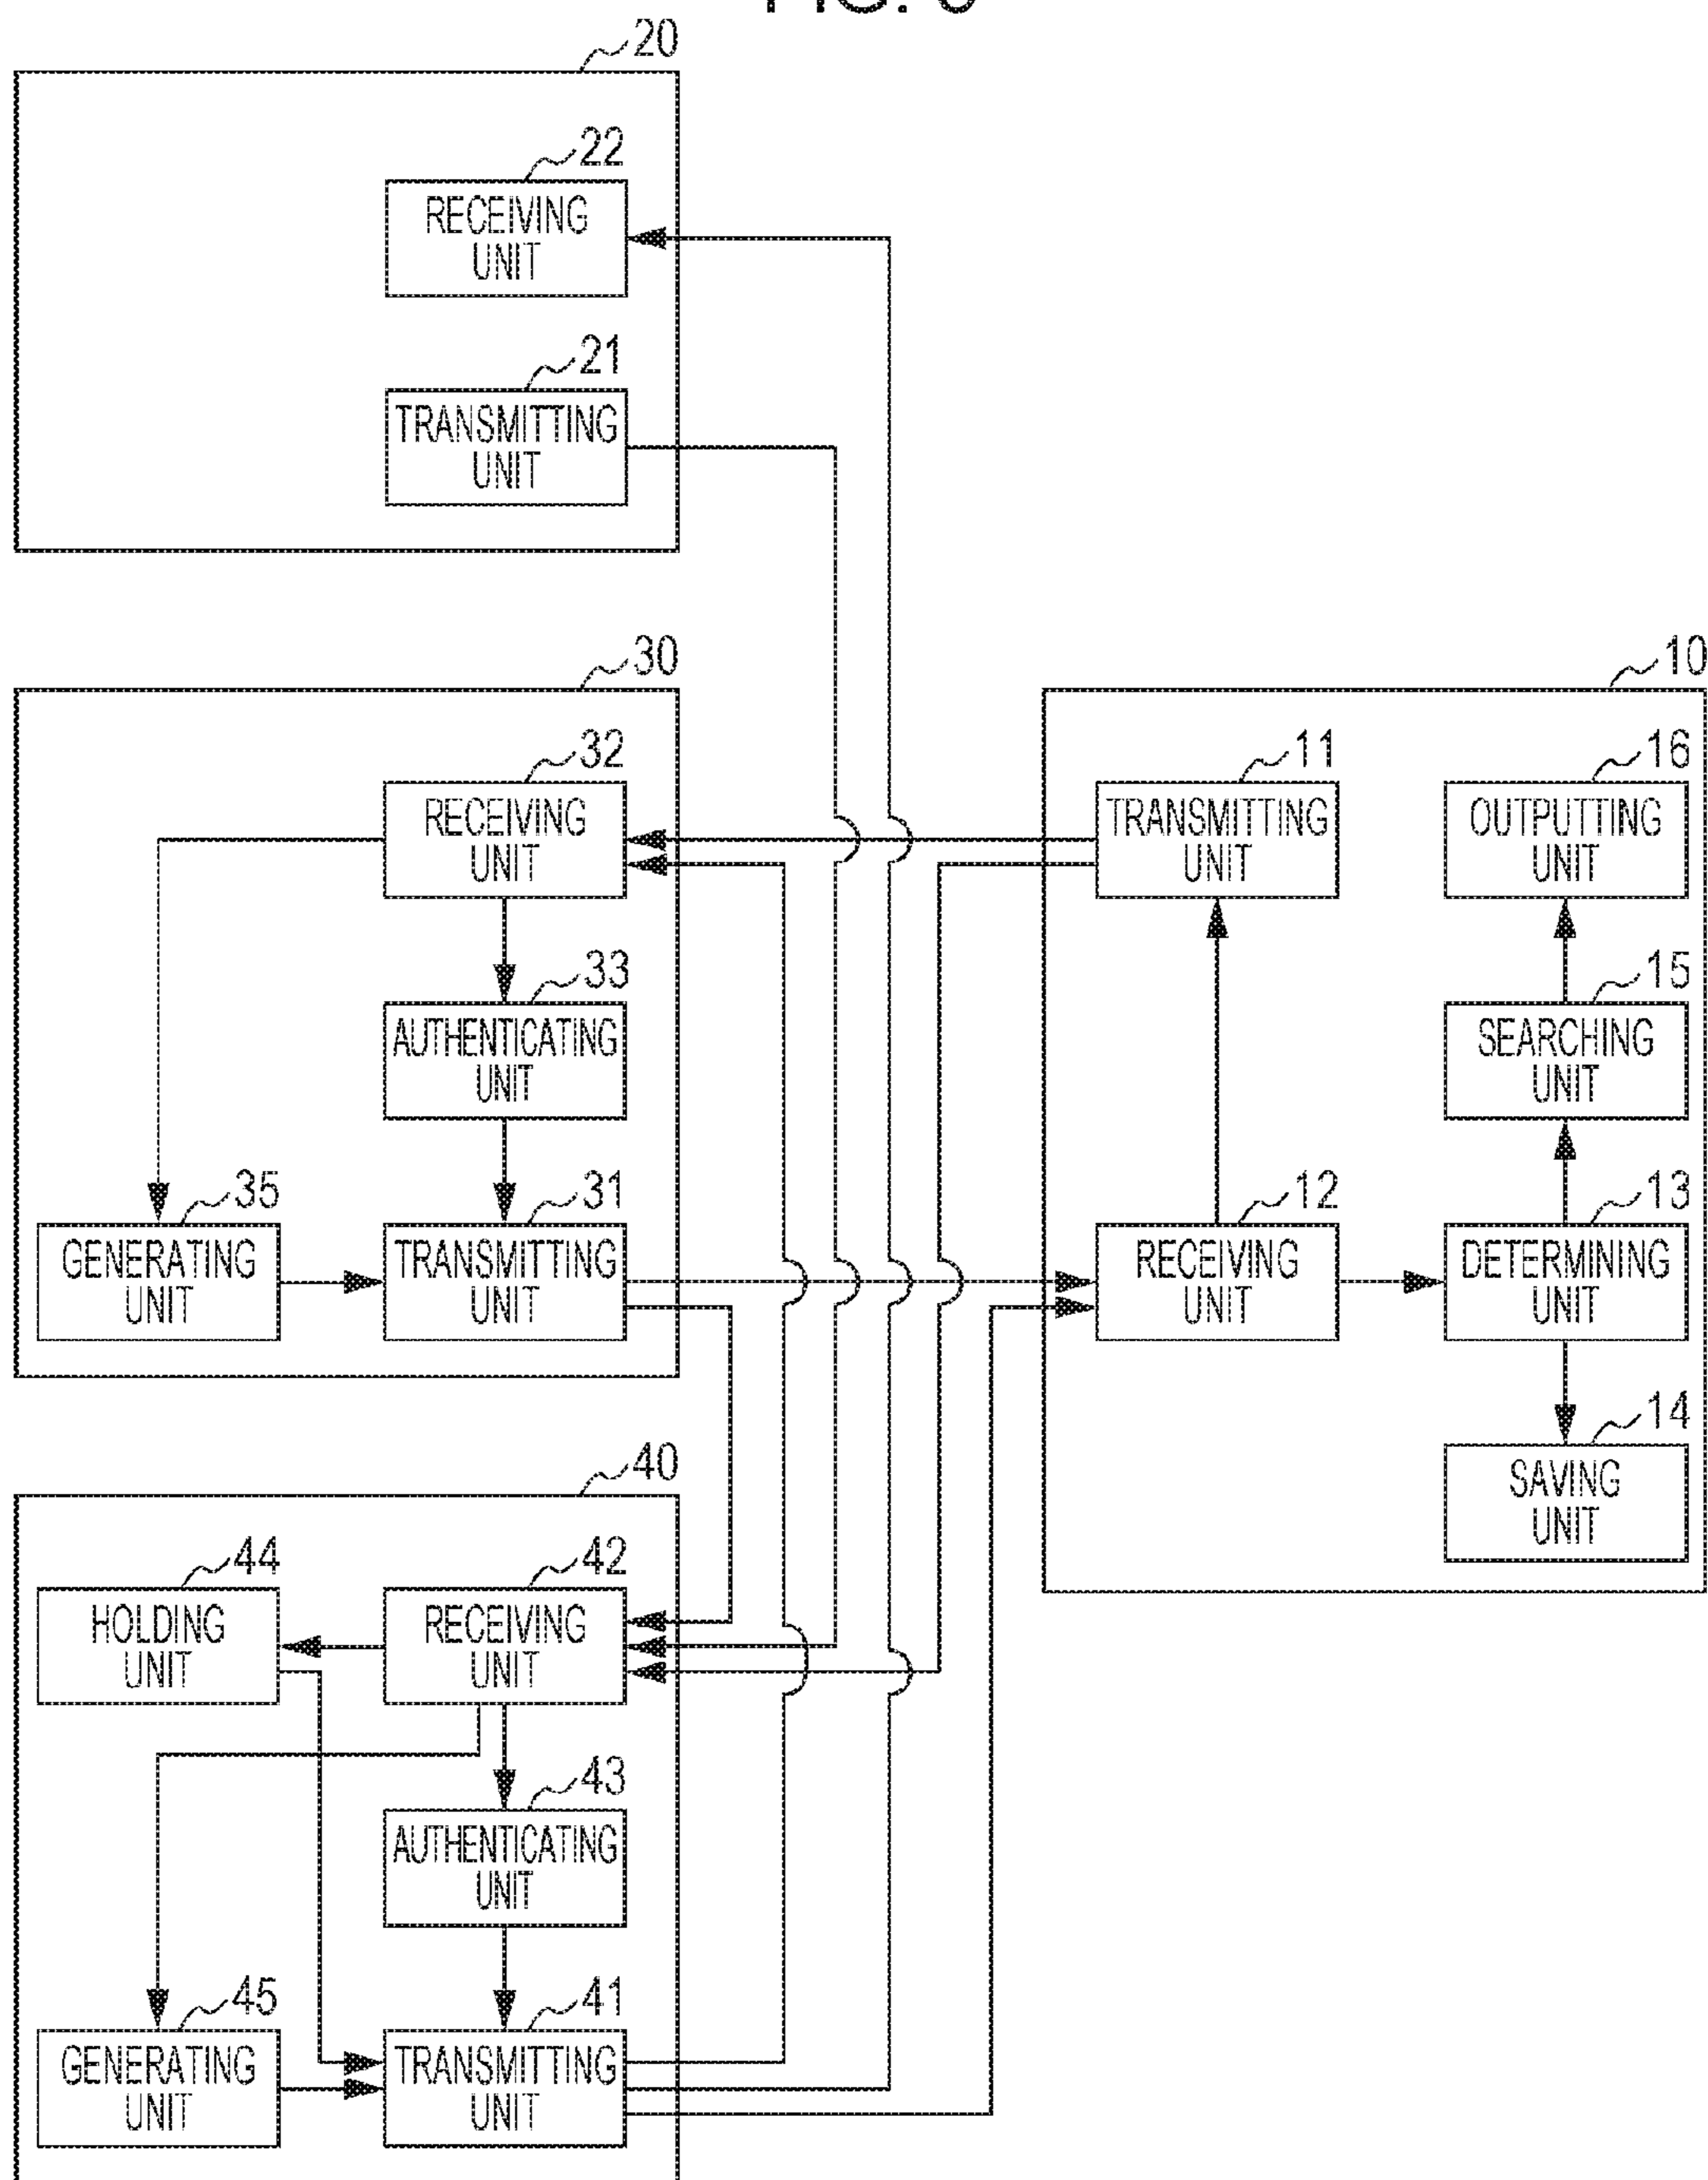 20
22
RECEIVING
UNIT
21
TRANSMITTING
UNIT
30
32
RECEIVING
UNIT
33
AUTHENTICATING
UNIT
35
GENERATING
UNIT
31
TRANSMITTING
UNIT
10
11
TRANSMITTING
UNIT
16
OUTPUTTING
UNIT
15
SEARCHING
UNIT
12
RECEIVING
UNIT
13
DETERMINING
UNIT
14
SAVING
UNIT
40
44
HOLDING
UNIT
42
RECEIVING
UNIT
43
AUTHENTICATING
UNIT
45
GENERATING
UNIT
41
TRANSMITTING
UNIT